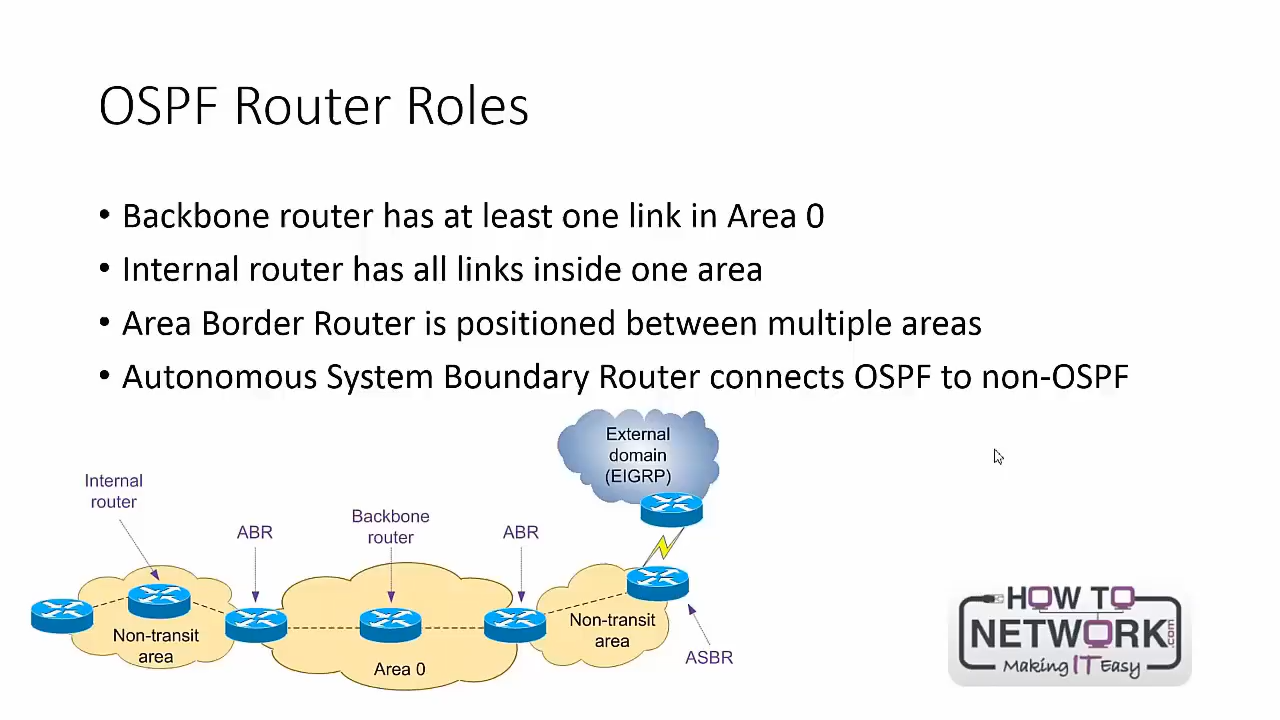 OSPF Router Roles
• Backbone router has at least one link in Area 0
• Internal router has all links inside one area
• Area Border Router is positioned between multiple areas
• Autonomous System Boundary Router connects OSPF to non-OSPF
External
domain
(EIGRP)
Internal
router
ABR
Backbone
router
ABR
Non-transit
area
Area 0
Non-transit
area
ASBR
HOW TO
NETWORK.com
Making IT Easy